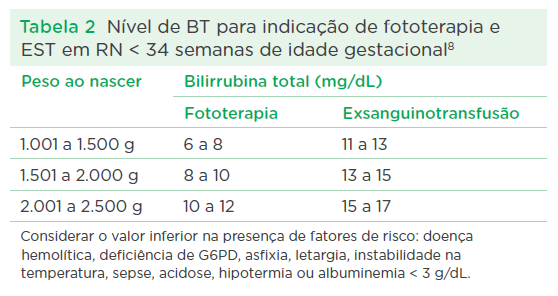 Tabela 2 Nível de BT para indicação de fototerapia e
EST em RN < 34 semanas de idade gestacional8
Peso ao nascer Bilirrubina total (mg/dL)
Fototerapia Exsanguinotransfusão
1.001 a 1.500 g 6 a 8 11 a 13
1.501 a 2.000 g 8 a 10 13 a 15
2.001 a 2.500 g 10 a 12 15 a 17
Considerar o valor inferior na presença de fatores de risco: doença
hemolítica, deficiência de G6PD, asfixia, letargia, instabilidade na
temperatura, sepse, acidose, hipotermia ou albuminemia < 3 g/dL.